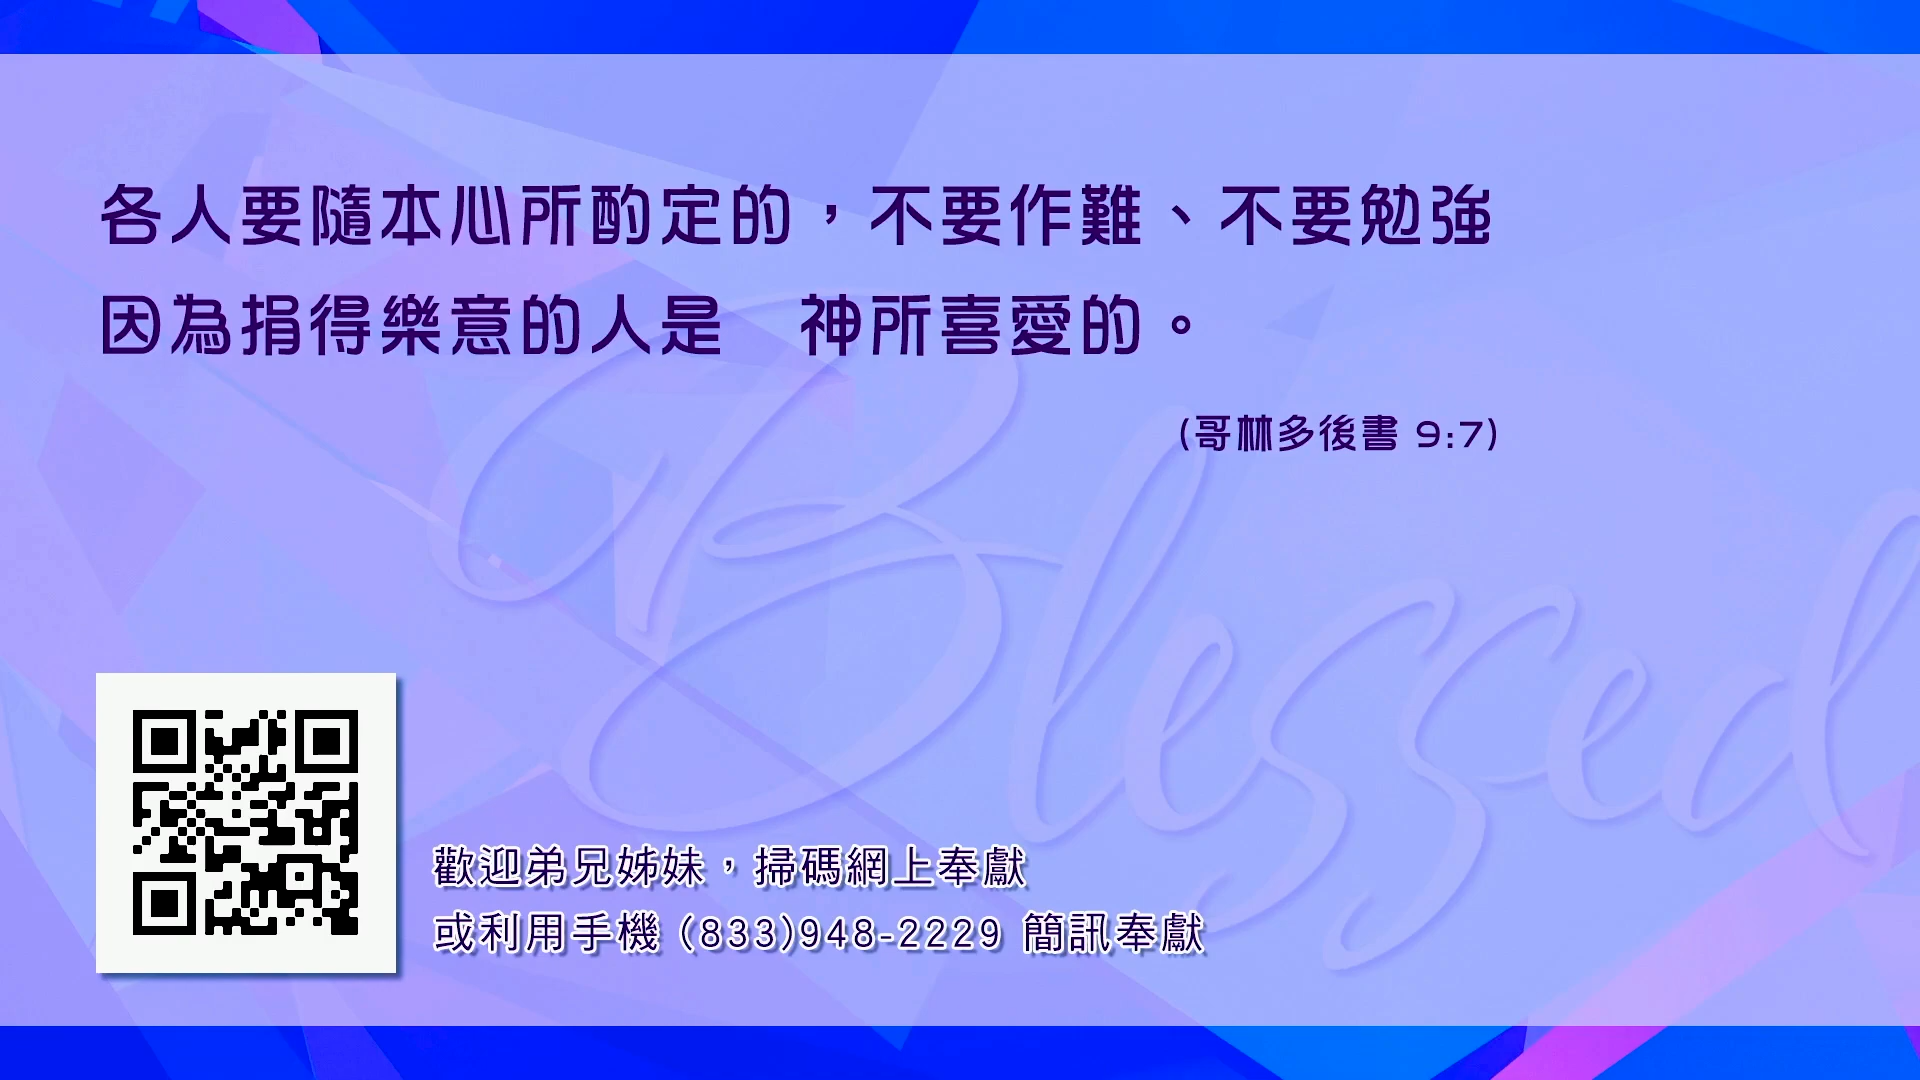 各人要隨本心所酌定的，不要作難、不要勉強
因為捐得樂意的人是　神所喜愛的。
(哥林多後書 9:7)
Blessed
歡迎弟兄姊妹，掃碼網上奉獻
或利用手機 (833)948-2229 簡訊奉獻